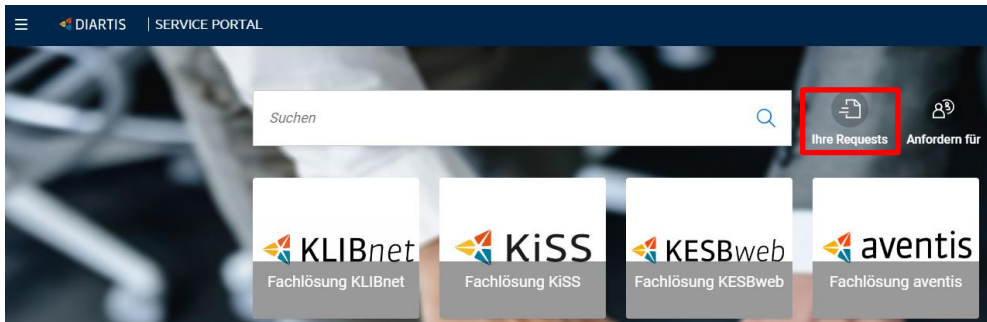 DIARTIS | SERVICE PORTAL
Suchen
Ihre Requests Anfordern für
KLIBnet KiSS KESBweb aventis
Fachlösung KLIBnet Fachlösung KiSS Fachlösung KESBweb Fachlösung aventis